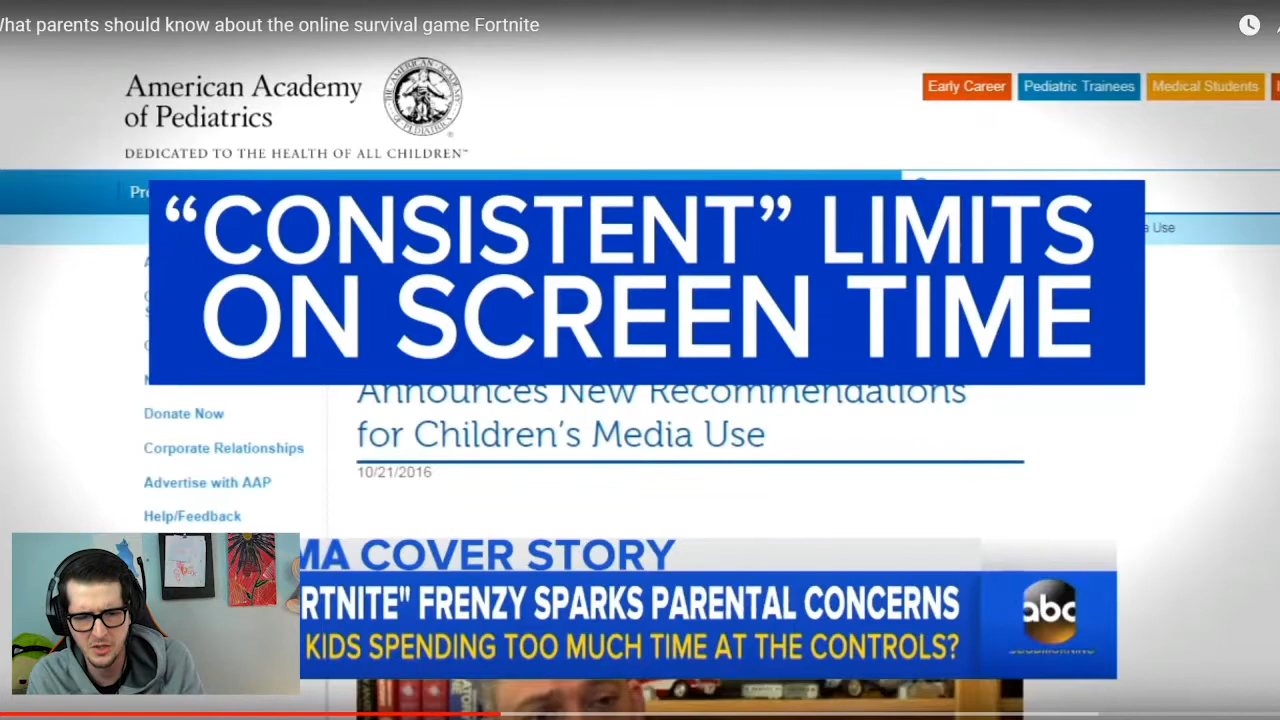 What parents should know about the online survival game Fortnite
American Academy
of Pediatrics
DEDICATED TO THE HEALTH OF ALL CHILDREN™
Early Career
Pediatric Trainees
Medical Students
“CONSISTENT” LIMITS
ON SCREEN TIME
Use
Announces New Recommendations
for Children's Media Use
10/21/2016
Donate Now
Corporate Relationships
Advertise with AAP
Help/Feedback
MA COVER STORY
RTNITE" FRENZY SPARKS PARENTAL CONCERNS
KIDS SPENDING TOO MUCH TIME AT THE CONTROLS?
abc